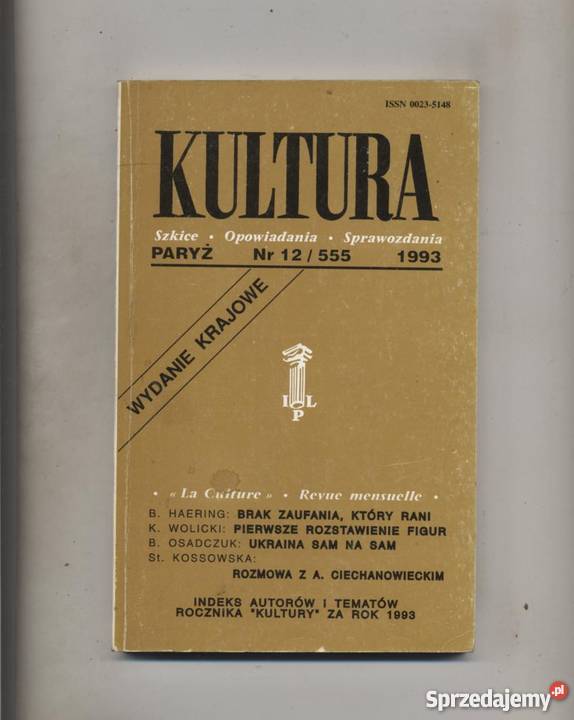 ISSN 0023-5148
KULTURA
Szkice • Opowiadania • Sprawozdania
PARYŻ Nr 12 / 555 1993
WYDANIE KRAJOWE
I L
P
• « La Culture » • Revue mensuelle •
B. HAERING: BRAK ZAUFANIA, KTÓRY RANI
K. WOLICKI: PIERWSZE ROZSTAWIENIE FIGUR
B. OSADCZUK: UKRAINA SAM NA SAM
St. KOSSOWSKA:
ROZMOWA Z A. CIECHANOWIECKIM
INDEKS AUTORÓW I TEMATÓW
ROCZNIKA "KULTURY" ZA ROK 1993
Sprzedajemy.pl